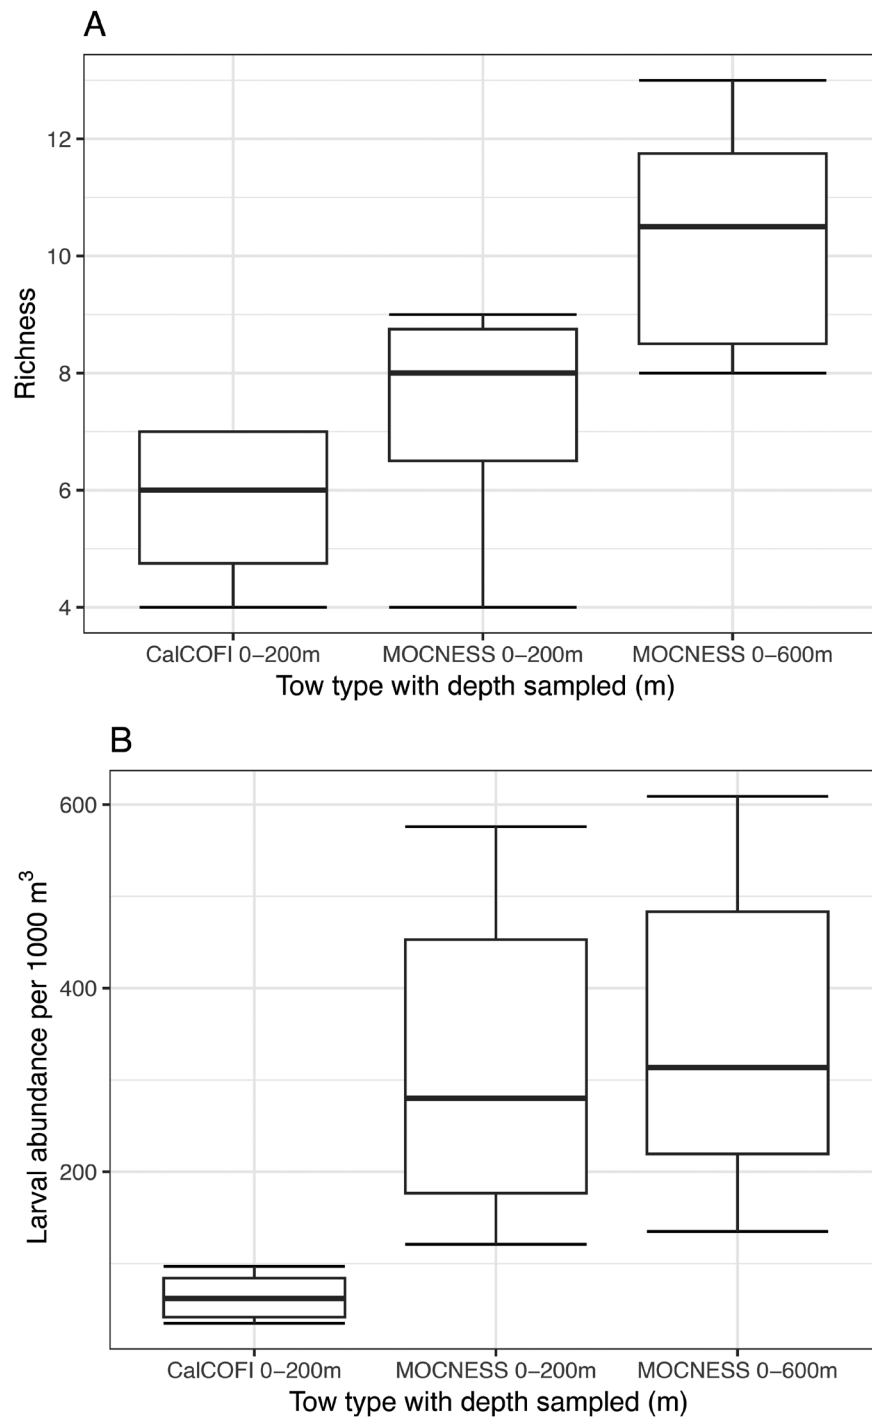 A
12
10
8
6
4
Richness
CalCOFI 0–200m
MOCNESS 0–200m
MOCNESS 0–600m
Tow type with depth sampled (m)
B
600
400
200
Larval abundance per 1000 m³
CalCOFI 0–200m
MOCNESS 0–200m
MOCNESS 0–600m
Tow type with depth sampled (m)